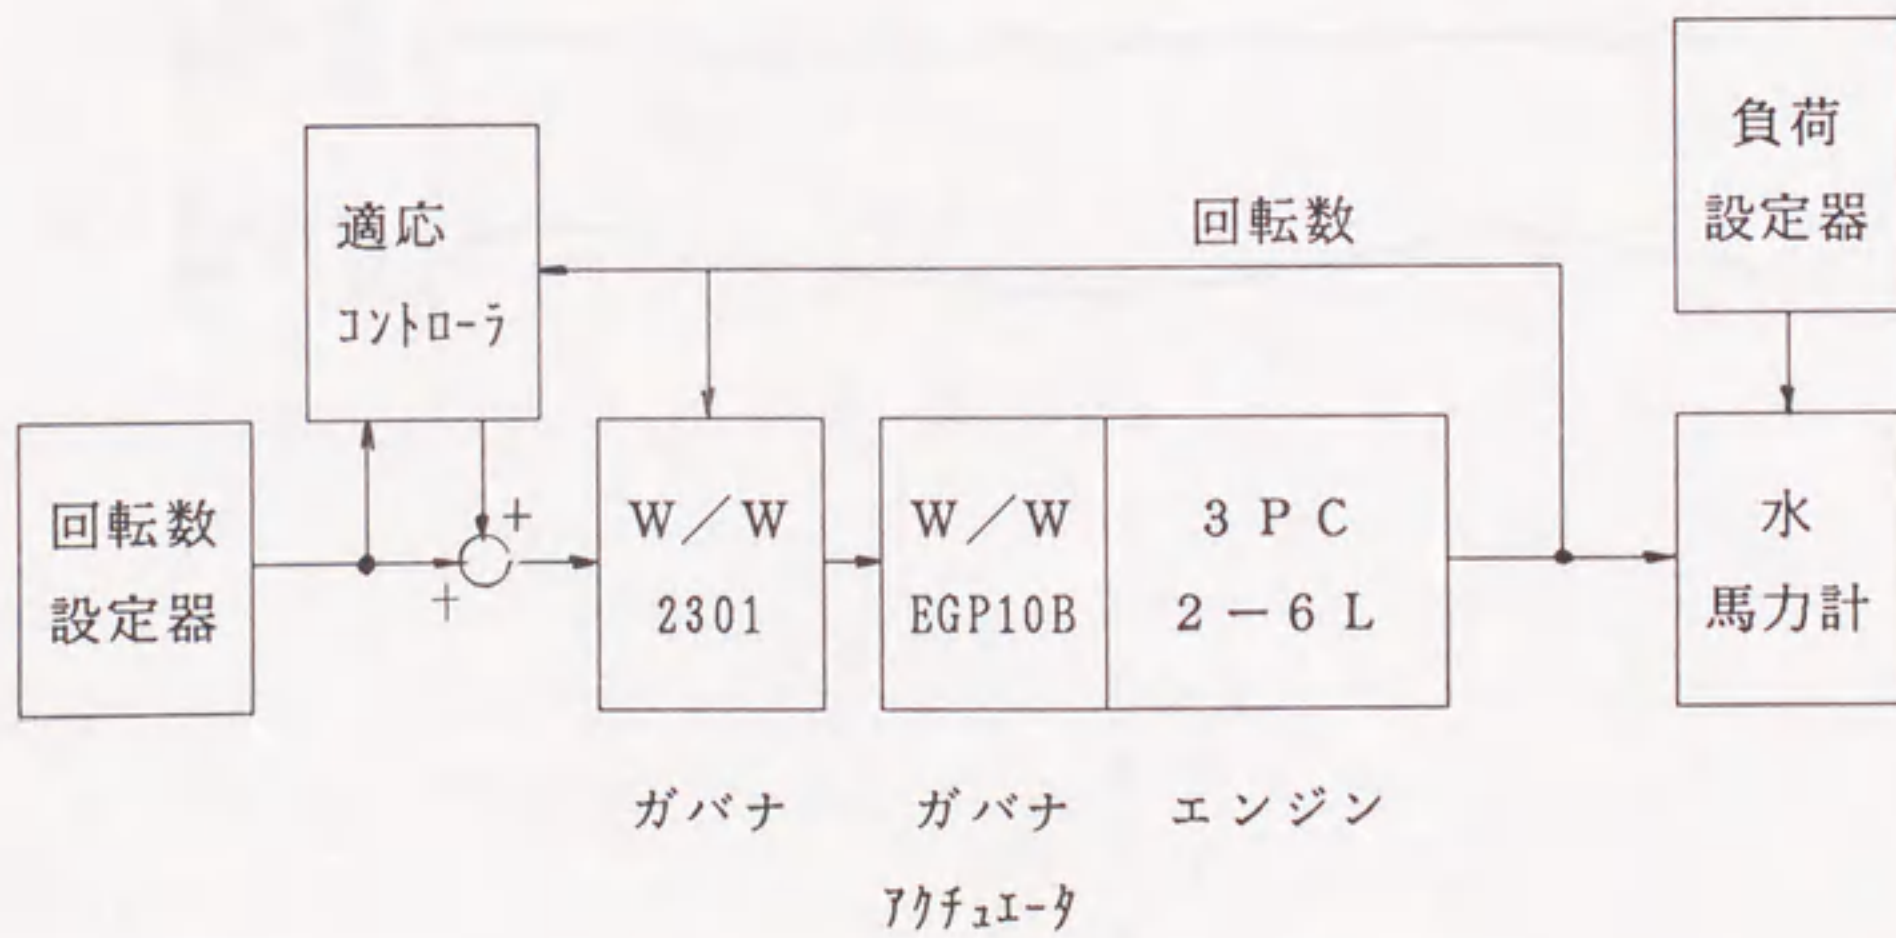 負荷
設定器
適応
コントローラ
回転数
回転数
設定器
+
+
W／W
2301
W／W
EGP10B
3 P C
2－6 L
水
馬力計
ガバナ
ガバナ
アクチュエータ
エンジン